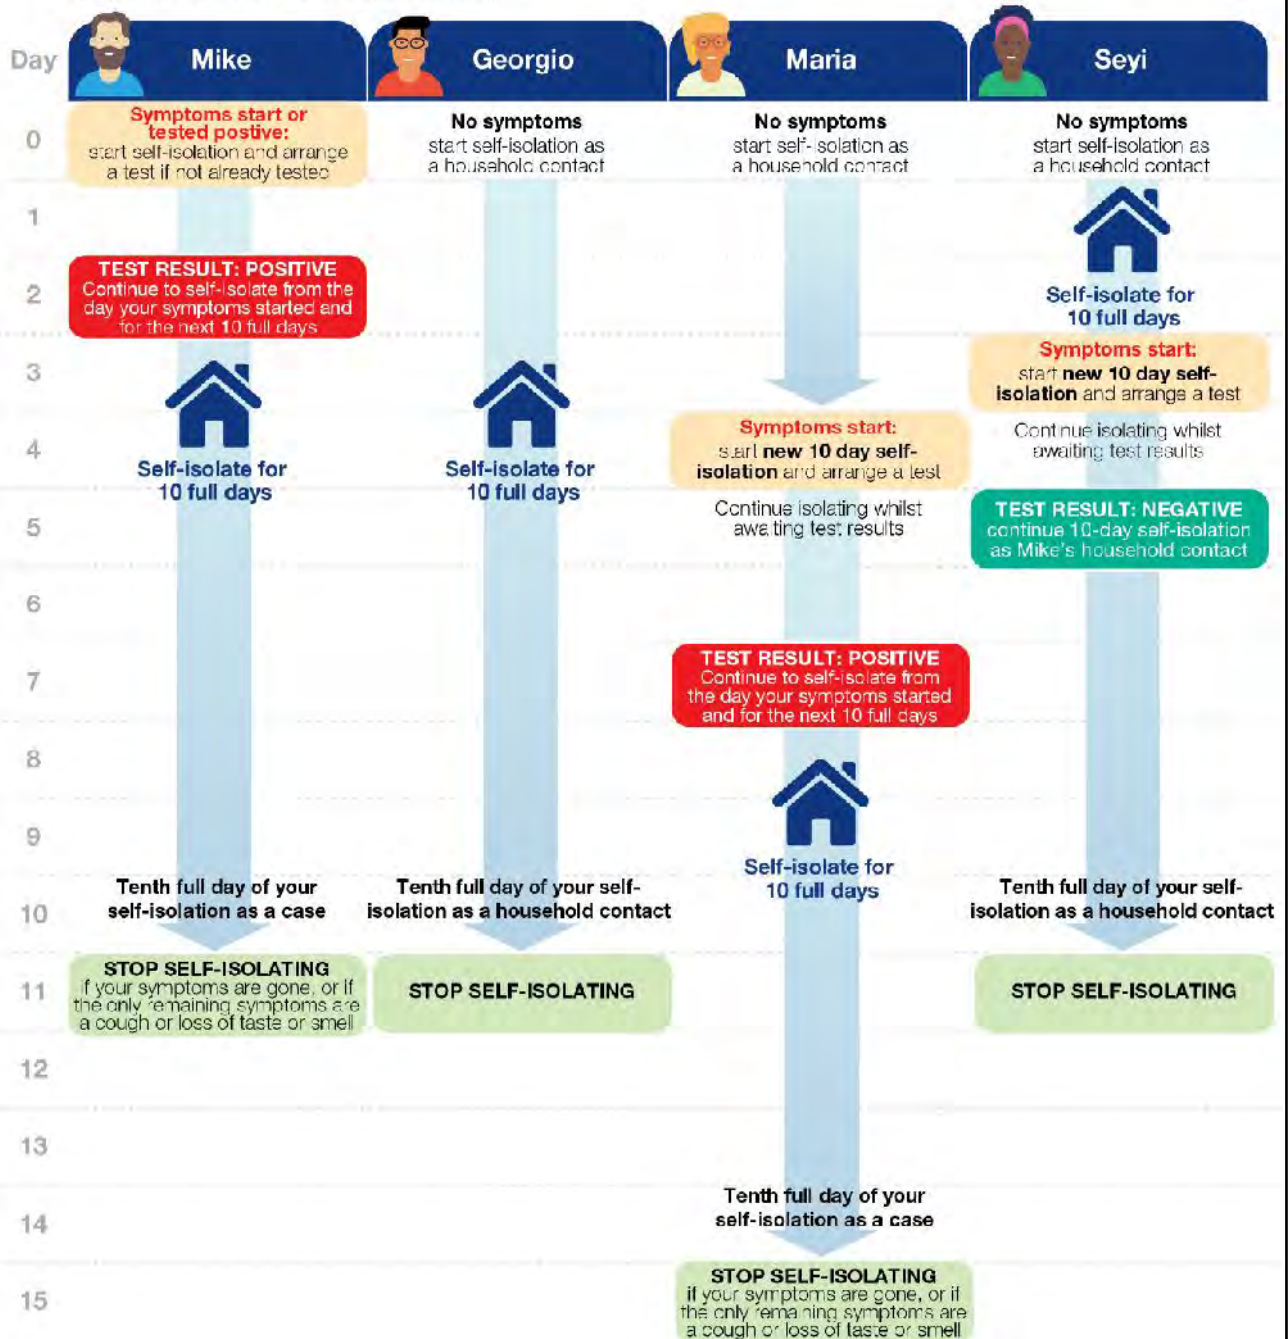 Day
Mike
Georgio
Maria
Seyi
0
Symptoms start or
tested postive:
start self-isolation and arrange
a test if not already tested
No symptoms
start self-isolation as
a household contact
No symptoms
start self-isolation as
a household contact
No symptoms
start self-isolation as
a household contact
1
2
TEST RESULT: POSITIVE
Continue to self-isolate from the
day your symptoms started and
for the next 10 full days
Self-isolate for
10 full days
3
Symptoms start:
start new 10 day self-
isolation and arrange a test
4
Self-isolate for
10 full days
Self-isolate for
10 full days
Symptoms start:
start new 10 day self-
isolation and arrange a test
Continue isolating whilst
awaiting test results
5
Continue isolating whilst
awaiting test results
TEST RESULT: NEGATIVE
continue 10-day self-isolation
as Mike's household contact
6
7
TEST RESULT: POSITIVE
Continue to self-isolate from
the day your symptoms started
and for the next 10 full days
8
9
Self-isolate for
10 full days
10
Tenth full day of your
self-isolation as a case
Tenth full day of your self-
isolation as a household contact
Tenth full day of your self-
isolation as a household contact
11
STOP SELF-ISOLATING
if your symptoms are gone, or if
the only remaining symptoms are
a cough or loss of taste or smell
STOP SELF-ISOLATING
STOP SELF-ISOLATING
12
13
14
Tenth full day of your
self-isolation as a case
15
STOP SELF-ISOLATING
if your symptoms are gone, or if
the only remaining symptoms are
a cough or loss of taste or smell